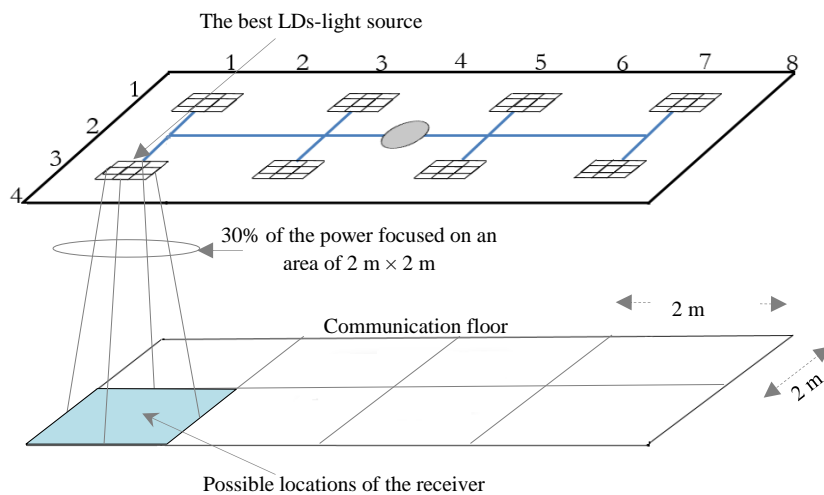 The best LDs-light source
1 2 3 4 5 6 7 8
1
2
3
4
30% of the power focused on an
area of 2 m × 2 m
2 m
Communication floor
2 m
Possible locations of the receiver